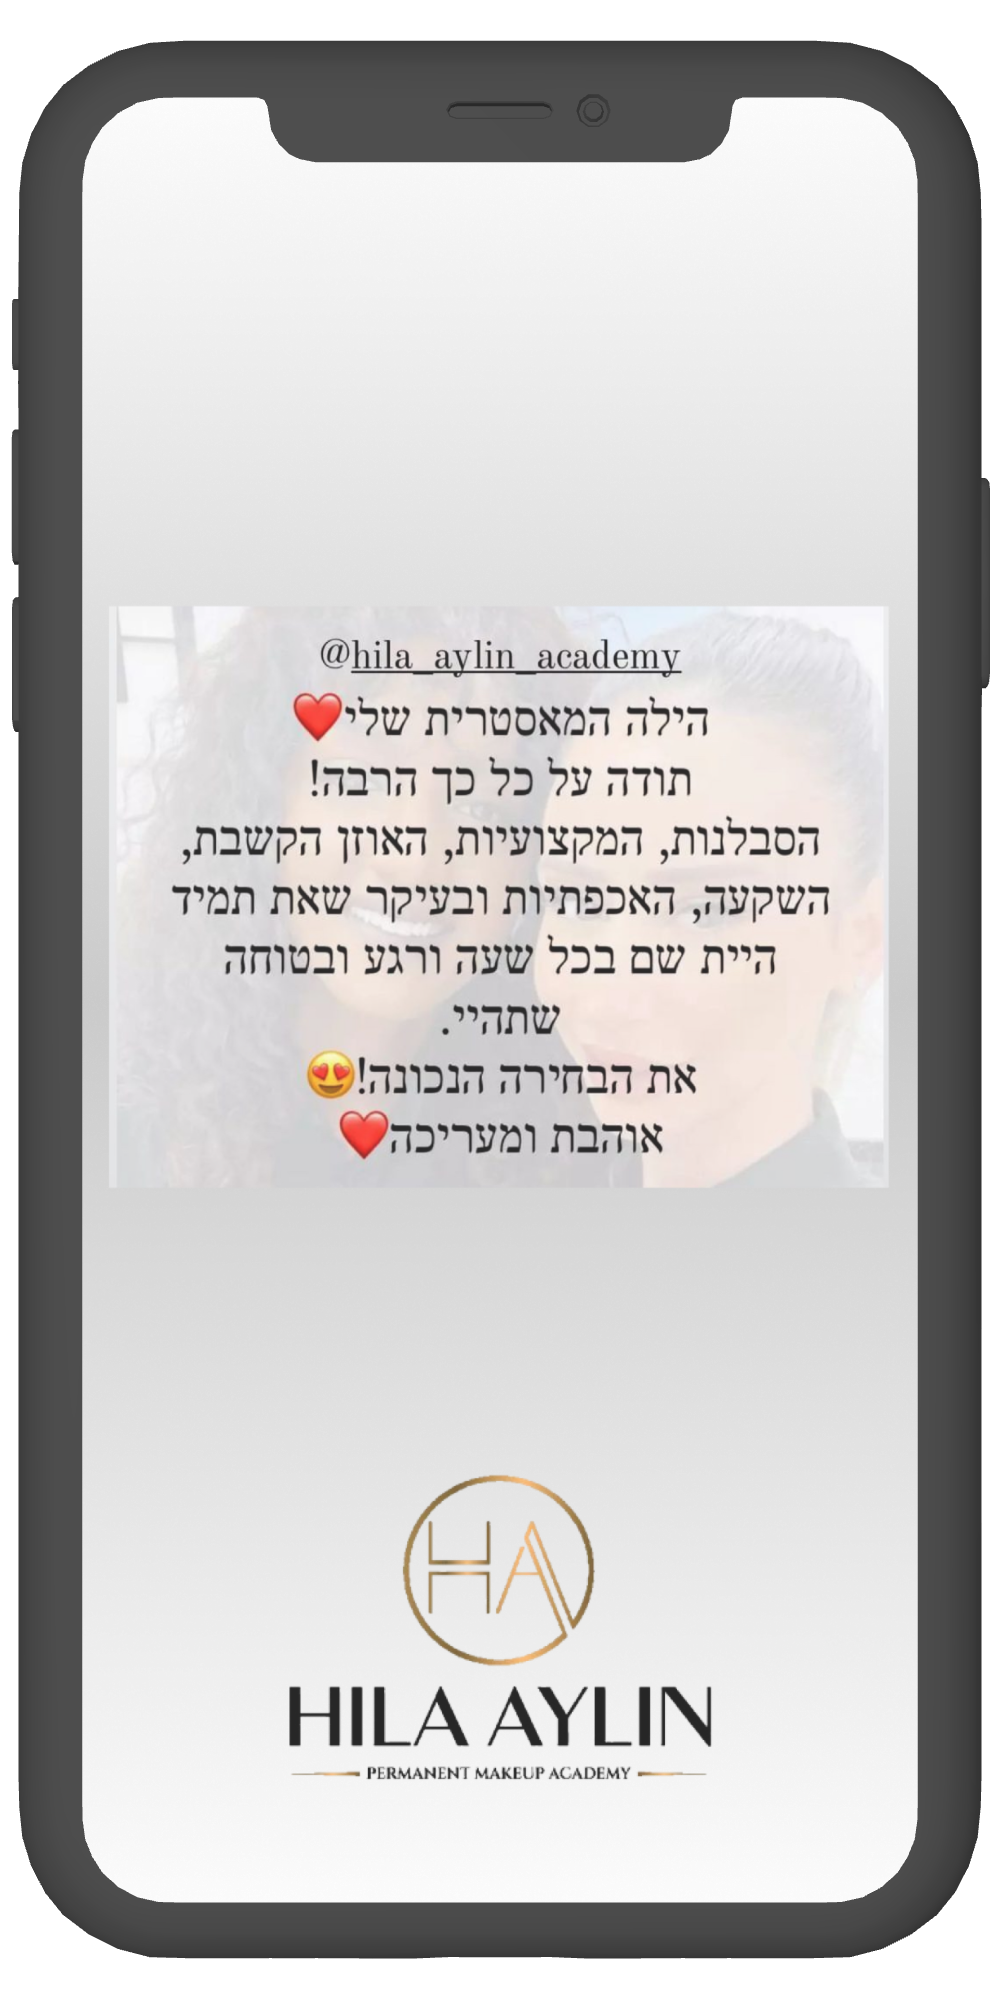 @hila_aylin_academy
הילה המאסטרית שלי❤️
תודה על כל כך הרבה!
הסבלנות, המקצועיות, האוזן הקשבת,
השקעה, האכפתיות ובעיקר שאת תמיד
היית שם בכל שעה ורגע ובטוחה
שתהיי.
את הבחירה הנכונה!😍
אוהבת ומעריכה❤️
HA
HILA AYLIN
PERMANENT MAKEUP ACADEMY